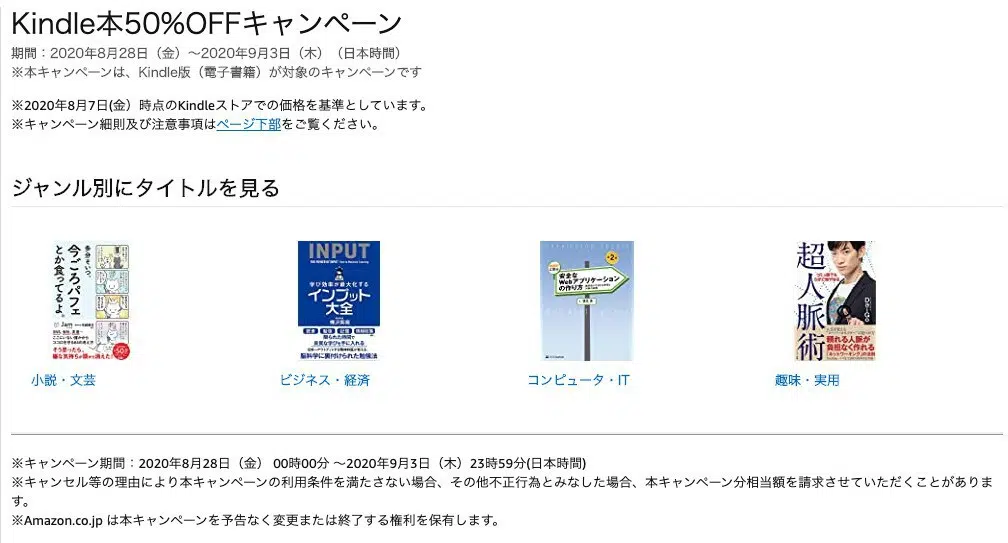 Kindle本50%OFFキャンペーン
期間：2020年8月28日（金）～2020年9月3日（木）（日本時間）
※本キャンペーンは、Kindle版（電子書籍）が対象のキャンペーンです
※2020年8月7日(金）時点のKindleストアでの価格を基準としています。
※キャンペーン細則及び注意事項はページ下部をご覧ください。
ジャンル別にタイトルを見る
多分そいつ、
今ごろパフェ
とか食ってるよ。
Jam
そう思ったら、
INPUT
学び効率が最大化する
インプット
大全
樺沢紫苑
脳科学に裏付けられた勉強法
第2版
安全な
Webアプリケーション
の作り方
超
人脈術
DaiGo
頼れる人脈が
負担なく作れる
小説・文芸
ビジネス・経済
コンピュータ・IT
趣味・実用
※キャンペーン期間：2020年8月28日（金） 00時00分 ～2020年9月3日（木）23時59分(日本時間)
※キャンセル等の理由により本キャンペーンの利用条件を満たさない場合、その他不正行為とみなした場合、本キャンペーン分相当額を請求させていただくことがありま
す。
※Amazon.co.jp は本キャンペーンを予告なく変更または終了する権利を保有します。